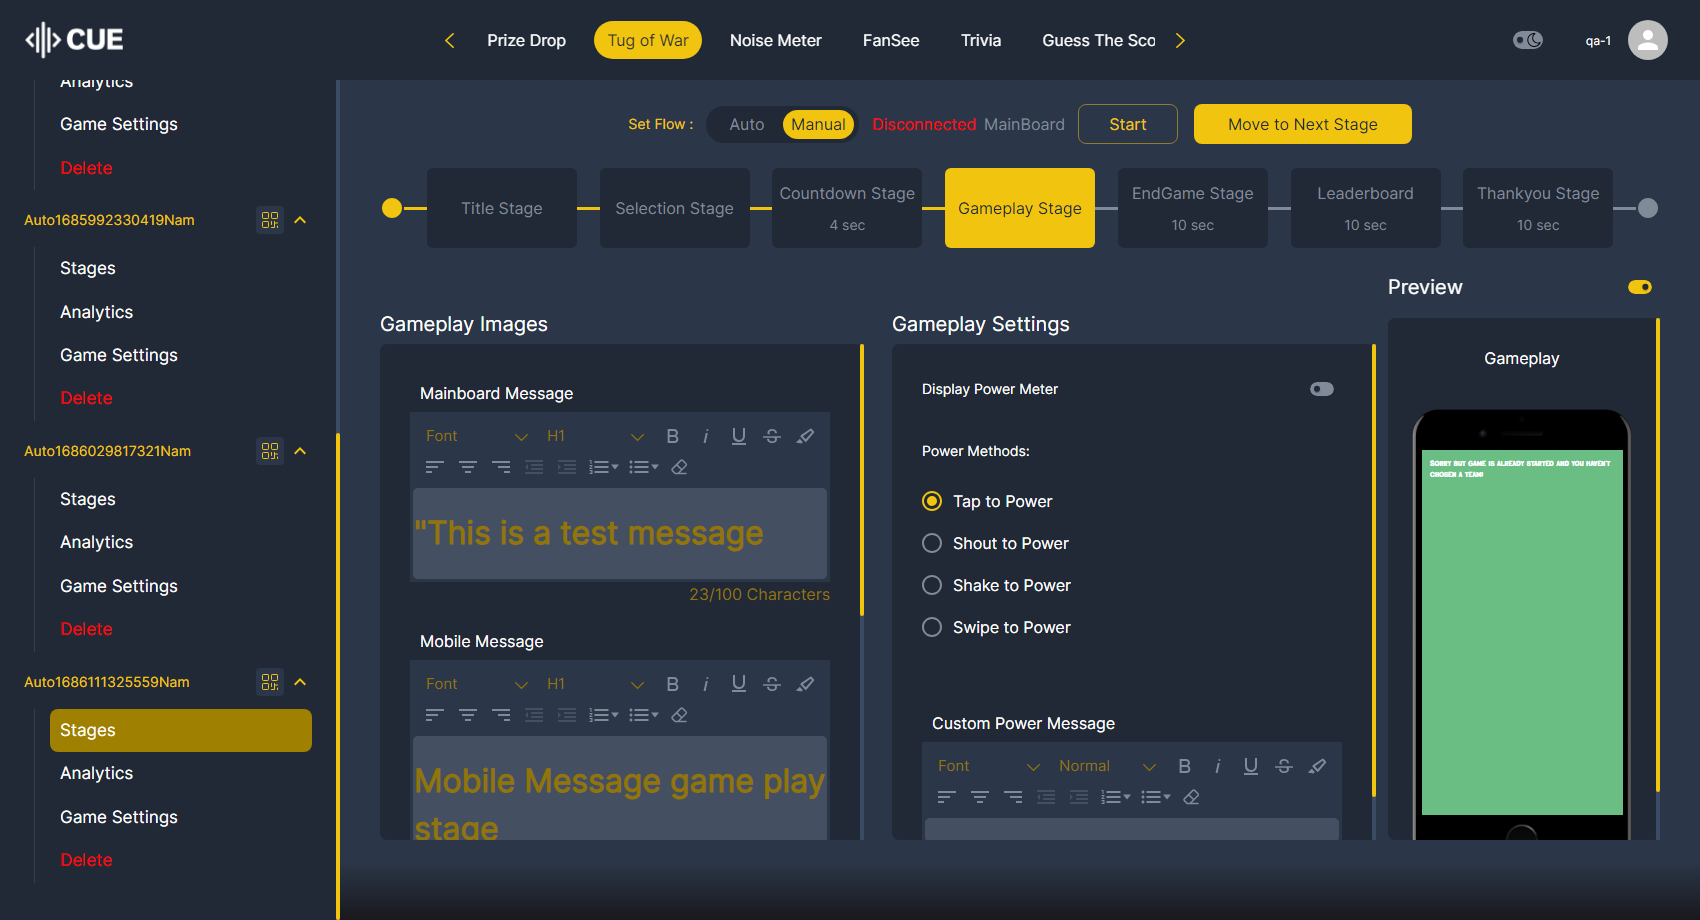 CUE
Prize Drop
Tug of War
Noise Meter
FanSee
Trivia
Guess The Sco
qa-1
Analytics
Game Settings
Delete
Auto1685992330419Nam
Stages
Analytics
Game Settings
Delete
Auto1686029817321Nam
Stages
Analytics
Game Settings
Delete
Auto1686111325559Nam
Stages
Analytics
Game Settings
Delete
Set Flow :
Auto
Manual
Disconnected MainBoard
Start
Move to Next Stage
Title Stage
Selection Stage
Countdown Stage
4 sec
Gameplay Stage
EndGame Stage
10 sec
Leaderboard
10 sec
Thankyou Stage
10 sec
Gameplay Images
Mainboard Message
Font
H1
"This is a test message
23/100 Characters
Mobile Message
Font
H1
Mobile Message game play
stage
Gameplay Settings
Display Power Meter
Power Methods:
Tap to Power
Shout to Power
Shake to Power
Swipe to Power
Custom Power Message
Font
Normal
Preview
Gameplay
Sorry but game is already started and you haven't
chosen a team!